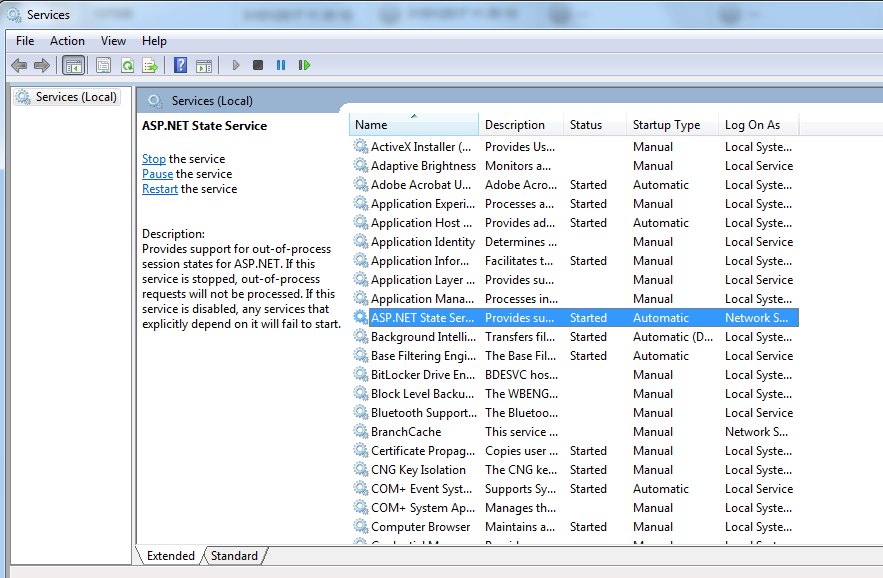 Services
File Action View Help
Services (Local)
Services (Local)
ASP.NET State Service
Stop the service
Pause the service
Restart the service
Description:
Provides support for out-of-process
session states for ASP.NET. If this
service is stopped, out-of-process
requests will not be processed. If this
service is disabled, any services that
explicitly depend on it will fail to start.
Name Description Status Startup Type Log On As
ActiveX Installer (... Provides Us... Manual Local Syste...
Adaptive Brightness Monitors a... Manual Local Service
Adobe Acrobat U... Adobe Acro... Started Automatic Local Syste...
Application Experi... Processes a... Started Manual Local Syste...
Application Host ... Provides ad... Started Automatic Local Syste...
Application Identity Determines ... Manual Local Service
Application Infor... Facilitates t... Started Manual Local Syste...
Application Layer ... Provides su... Manual Local Service
Application Mana... Processes in... Manual Local Syste...
ASP.NET State Ser... Provides su... Started Automatic Network S...
Background Intelli... Transfers fil... Started Automatic (D... Local Syste...
Base Filtering Engi... The Base Fil... Started Automatic Local Service
BitLocker Drive En... BDESVC hos... Manual Local Syste...
Block Level Backu... The WBENG... Manual Local Syste...
Bluetooth Support... The Bluetoo... Manual Local Service
BranchCache This service ... Manual Network S...
Certificate Propag... Copies user ... Started Manual Local Syste...
CNG Key Isolation The CNG ke... Started Manual Local Syste...
COM+ Event Syst... Supports Sy... Started Automatic Local Service
COM+ System Ap... Manages th... Manual Local Syste...
Computer Browser Maintains a... Started Manual Local Syste...
Extended Standard